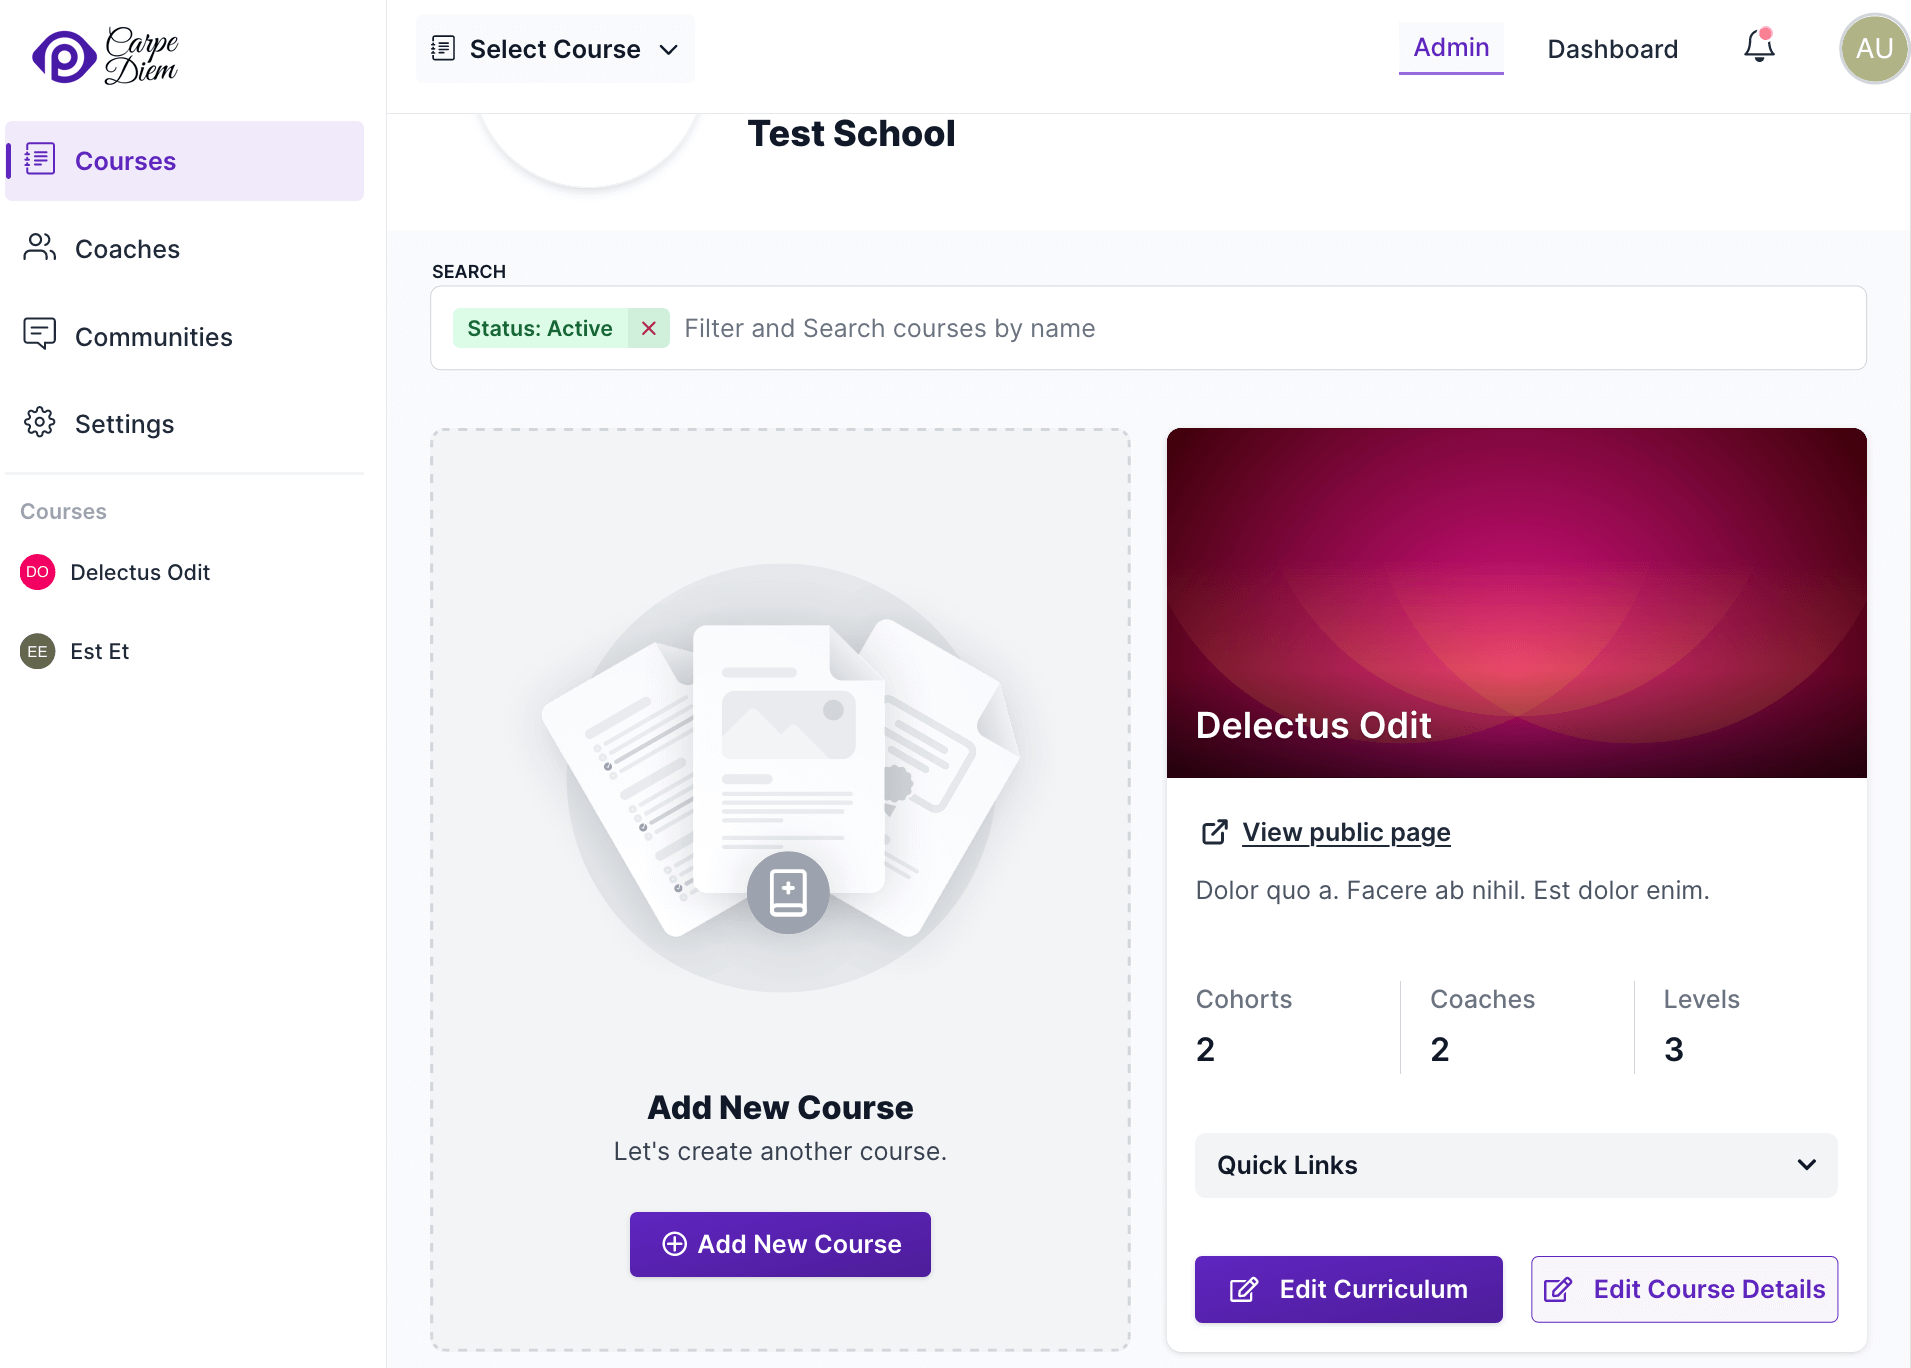 Carpe
Diem
Select Course
Admin
Dashboard
AU
Courses
Coaches
Communities
Settings
Courses
DO Delectus Odit
EE Est Et
Test School
SEARCH
Status: Active
Filter and Search courses by name
Add New Course
Let's create another course.
Add New Course
Delectus Odit
View public page
Dolor quo a. Facere ab nihil. Est dolor enim.
Cohorts
2
Coaches
2
Levels
3
Quick Links
Edit Curriculum
Edit Course Details